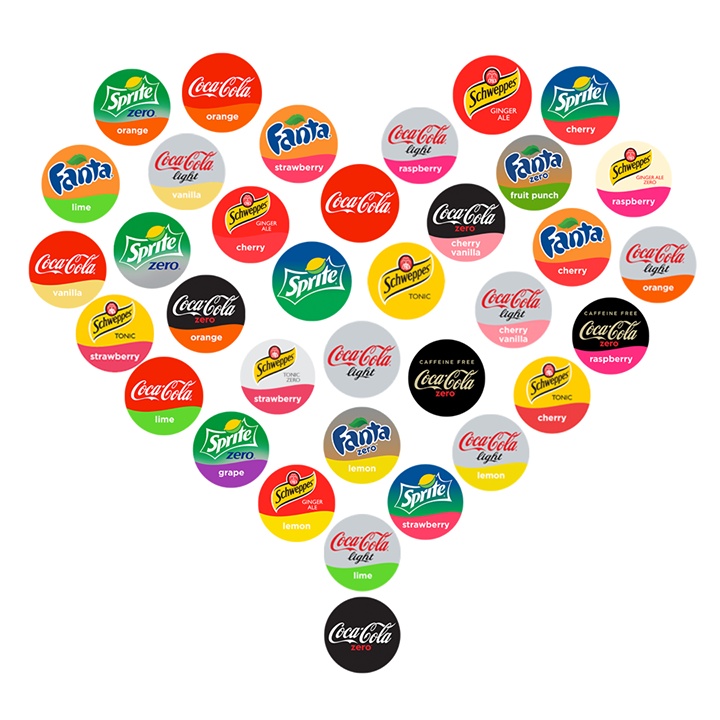 Coca-Cola
orange
Schweppes
GINGER
ALE
Sprite
zero
orange
Sprite
cherry
Fanta
strawberry
Coca-Cola
light
raspberry
Fanta
lime
Coca-Cola
light
vanilla
Fanta
zero
fruit punch
Schweppes
GINGER ALE
ZERO
raspberry
Schweppes
GINGER
ALE
cherry
Coca-Cola
Coca-Cola
zero
cherry
vanilla
Coca-Cola
vanilla
Sprite
zero
Fanta
cherry
Coca-Cola
light
orange
Sprite
Schweppes
TONIC
Schweppes
TONIC
strawberry
Coca-Cola
zero
orange
Coca-Cola
light
cherry
vanilla
CAFFEINE FREE
Coca-Cola
zero
raspberry
Schweppes
TONIC
ZERO
strawberry
Coca-Cola
light
CAFFEINE FREE
Coca-Cola
zero
Coca-Cola
lime
Schweppes
TONIC
cherry
Sprite
zero
grape
Fanta
zero
lemon
Coca-Cola
light
lemon
Schweppes
GINGER
ALE
lemon
Sprite
strawberry
Coca-Cola
light
lime
Coca-Cola
zero